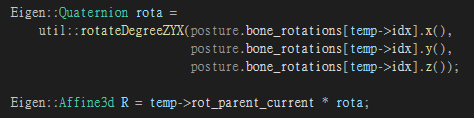 Eigen::Quaternion rota =
util::rotateDegreeZYX(posture.bone_rotations[temp->idx].x(),
posture.bone_rotations[temp->idx].y(),
posture.bone_rotations[temp->idx].z());
Eigen::Affine3d R = temp->rot_parent_current * rota;